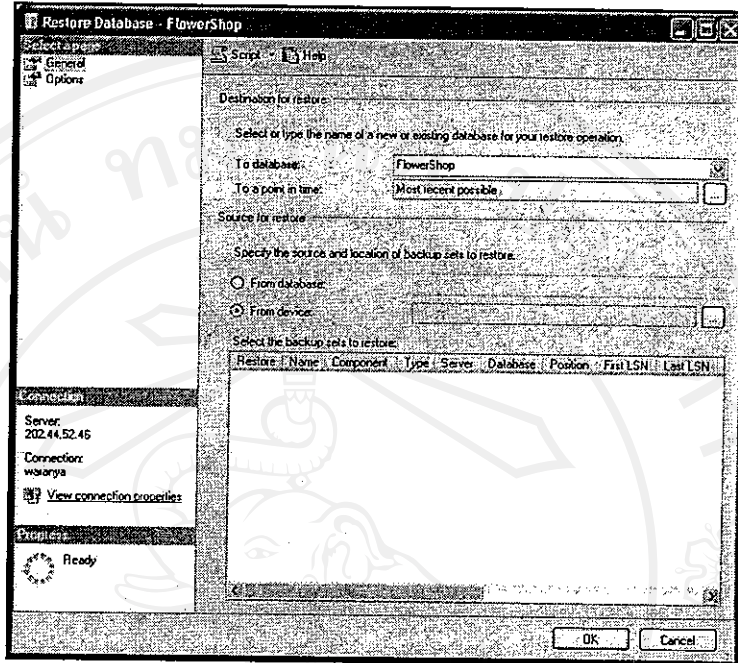 Restore Database - FlowerShop
Select a page
General
Options
Script
Help
Destination for restore
Select or type the name of a new or existing database for your restore operation.
To database:
FlowerShop
To a point in time:
Most recent possible
...
Source for restore
Specify the source and location of backup sets to restore.
From database:
From device:
...
Select the backup sets to restore:
Restore Name Component Type Server Database Position First LSN Last LSN
Connection
Server:
202.44.52.46
Connection:
waranya
View connection properties
Progress
Ready
OK
Cancel